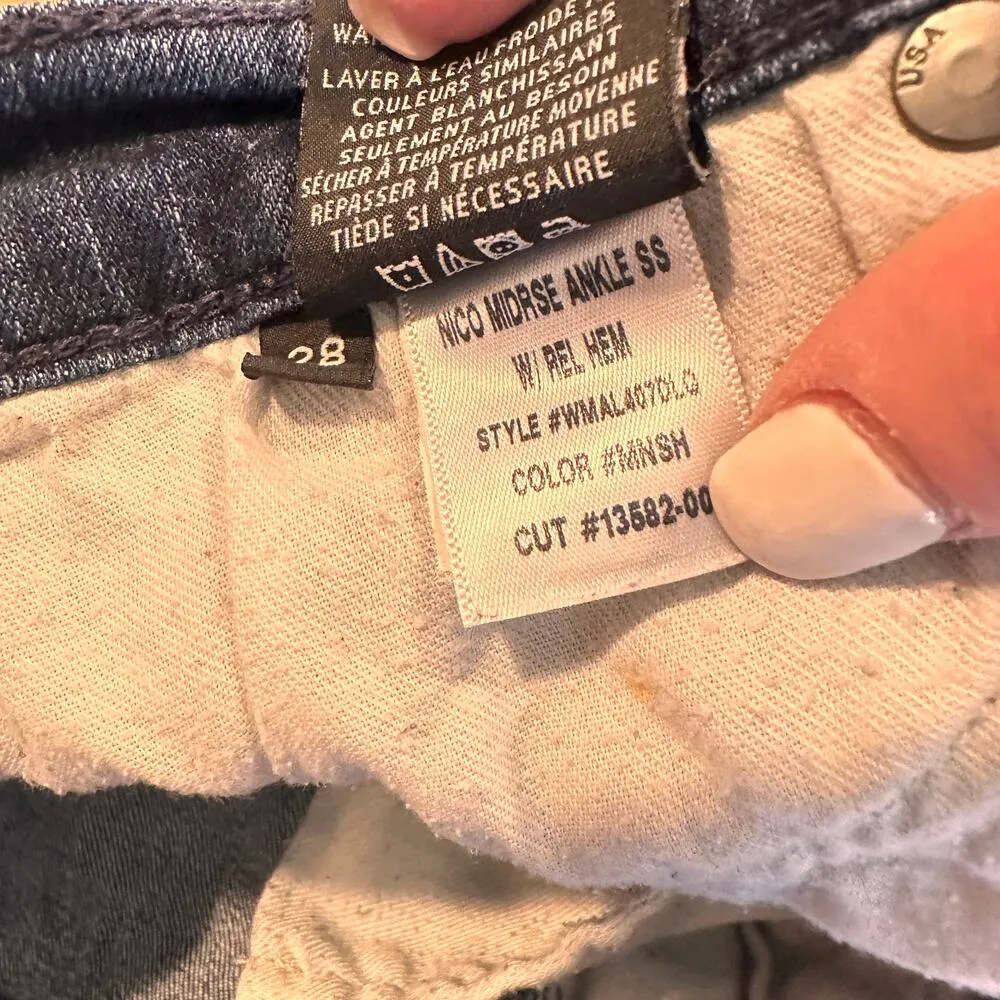 WA
LAVER À L'EAU FROIDE
COULEURS SIMILAIRES
AGENT BLANCHISSANT
SEULEMENT AU BESOIN
SÉCHER À TEMPÉRATURE MOYENNE
REPASSER À TEMPÉRATURE
TIÈDE SI NÉCESSAIRE
28
NICO MIDRSE ANKLE SS
W/ REL HEM
STYLE #WMAL407DLQ
COLOR #MNSH
CUT #13582-00
USA